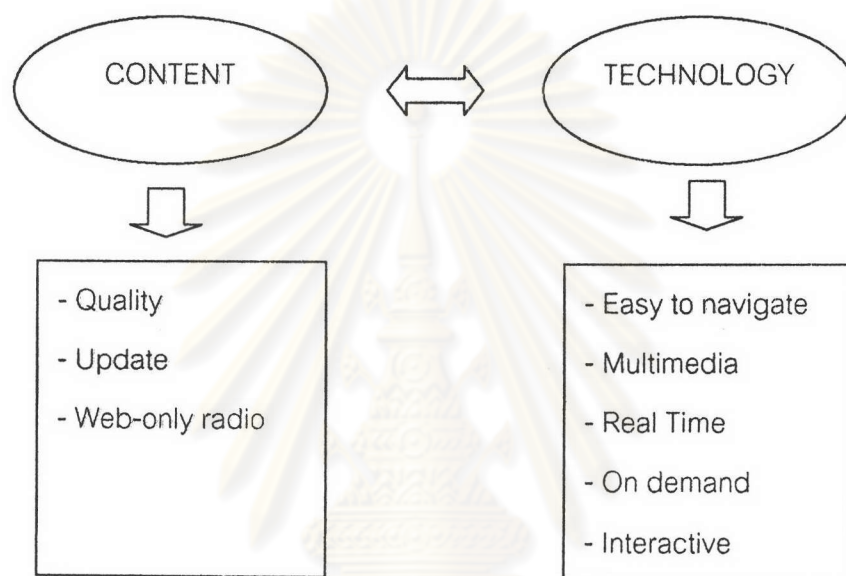 CONTENT
TECHNOLOGY
- Quality
- Update
- Web-only radio
- Easy to navigate
- Multimedia
- Real Time
- On demand
- Interactive